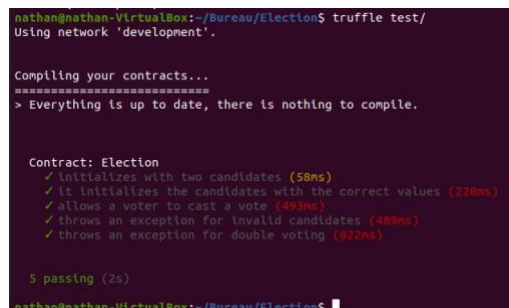 nathan@nathan-VirtualBox:~/Bureau/Election$ truffle test/
Using network 'development'.
Compiling your contracts...
===========================
> Everything is up to date, there is nothing to compile.
Contract: Election
✓ initializes with two candidates (58ms)
✓ it initializes the candidates with the correct values (228ms)
✓ allows a voter to cast a vote (493ms)
✓ throws an exception for invalid candidates (489ms)
✓ throws an exception for double voting (822ms)
5 passing (2s)
nathan@nathan-VirtualBox:~/Bureau/Election$